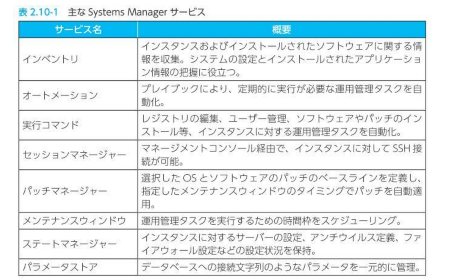 表 2.10-1 主な Systems Manager サービス
サービス名
概要
インベントリ
インスタンスおよびインストールされたソフトウェアに関する情
報を収集。システムの設定とインストールされたアプリケーショ
ン情報の把握に役立つ。
オートメーション
プレイブックにより、定期的に実行が必要な運用管理タスクを自
動化。
実行コマンド
レジストリの編集、ユーザー管理、ソフトウェアやパッチのイン
ストール等、インスタンスに対する運用管理タスクを自動化。
セッションマネージャー
マネージメントコンソール経由で、インスタンスに対して SSH 接
続が可能。
パッチマネージャー
選択した OS とソフトウェアのパッチのベースラインを定義し、
指定したメンテナンスウィンドウのタイミングでパッチを自動適
用。
メンテナンスウィンドウ
運用管理タスクを実行するための時間枠をスケジューリング。
ステートマネージャー
インスタンスに対するサーバーの設定、アンチウイルス定義、ファ
イアウォール設定などの設定状況を保持。
パラメータストア
データベースへの接続文字列のようなパラメータを一元的に管理。